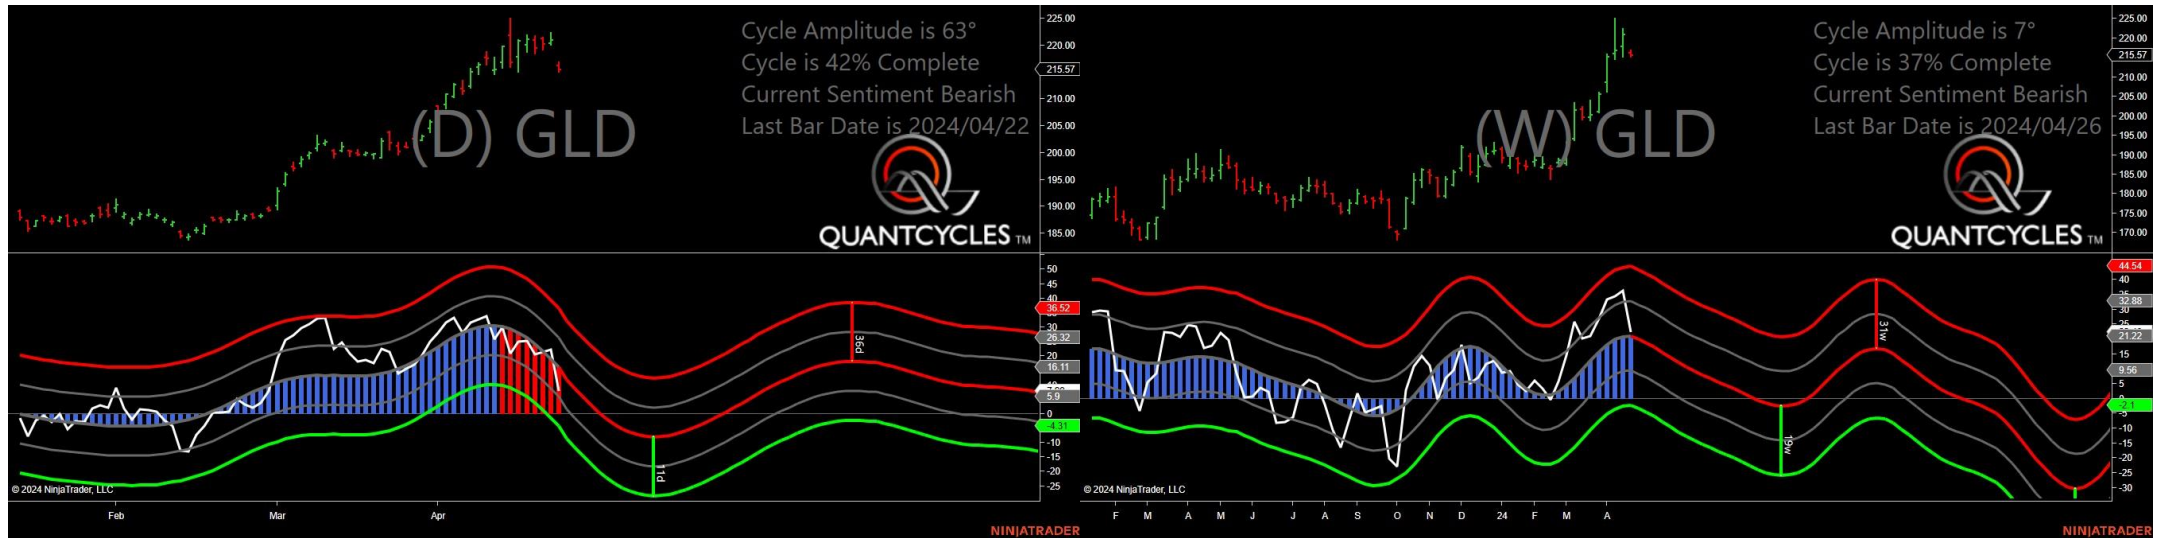 Cycle Amplitude is 63°
Cycle is 42% Complete
Current Sentiment Bearish
Last Bar Date is 2024/04/22
(D) GLD
QUANTCYCLES TM
225.00
220.00
215.57
210.00
205.00
200.00
195.00
190.00
185.00
50
45
40
36.52
30
26.32
20
16.11
5.9
0
-4.31
-10
-15
-20
-25
36d
11d
© 2024 NinjaTrader, LLC
Feb
Mar
Apr
NINJATRADER
Cycle Amplitude is 7°
Cycle is 37% Complete
Current Sentiment Bearish
Last Bar Date is 2024/04/26
(W) GLD
QUANTCYCLES TM
225.00
220.00
215.57
210.00
205.00
200.00
195.00
190.00
185.00
180.00
175.00
170.00
44.54
40
35
32.88
30
25
21.22
15
9.56
5
-2.1
-5
-10
-15
-20
-25
-30
31w
19w
© 2024 NinjaTrader, LLC
F M A M J J A S O N D 24 F M A
NINJATRADER